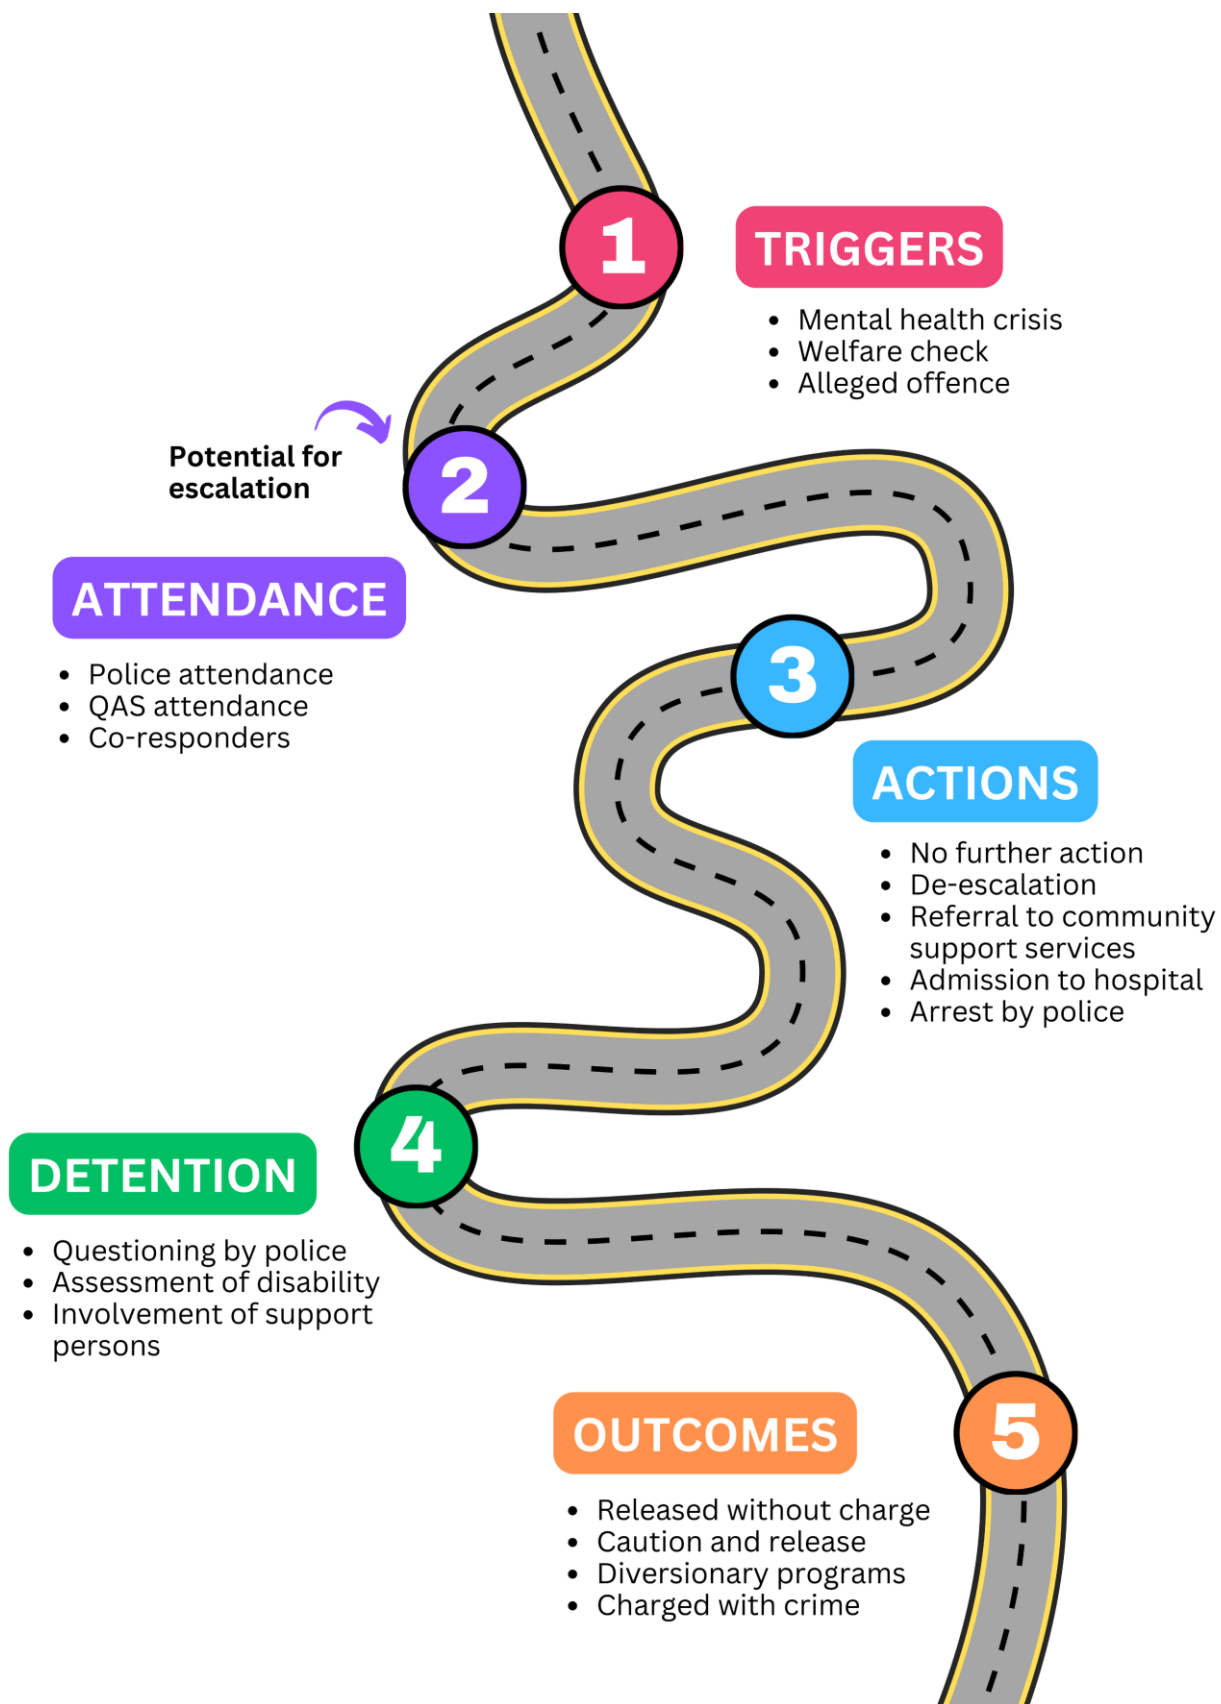 1
TRIGGERS
• Mental health crisis
• Welfare check
• Alleged offence
Potential for
escalation
2
ATTENDANCE
• Police attendance
• QAS attendance
• Co-responders
3
ACTIONS
• No further action
• De-escalation
• Referral to community
support services
• Admission to hospital
• Arrest by police
4
DETENTION
• Questioning by police
• Assessment of disability
• Involvement of support
persons
5
OUTCOMES
• Released without charge
• Caution and release
• Diversionary programs
• Charged with crime